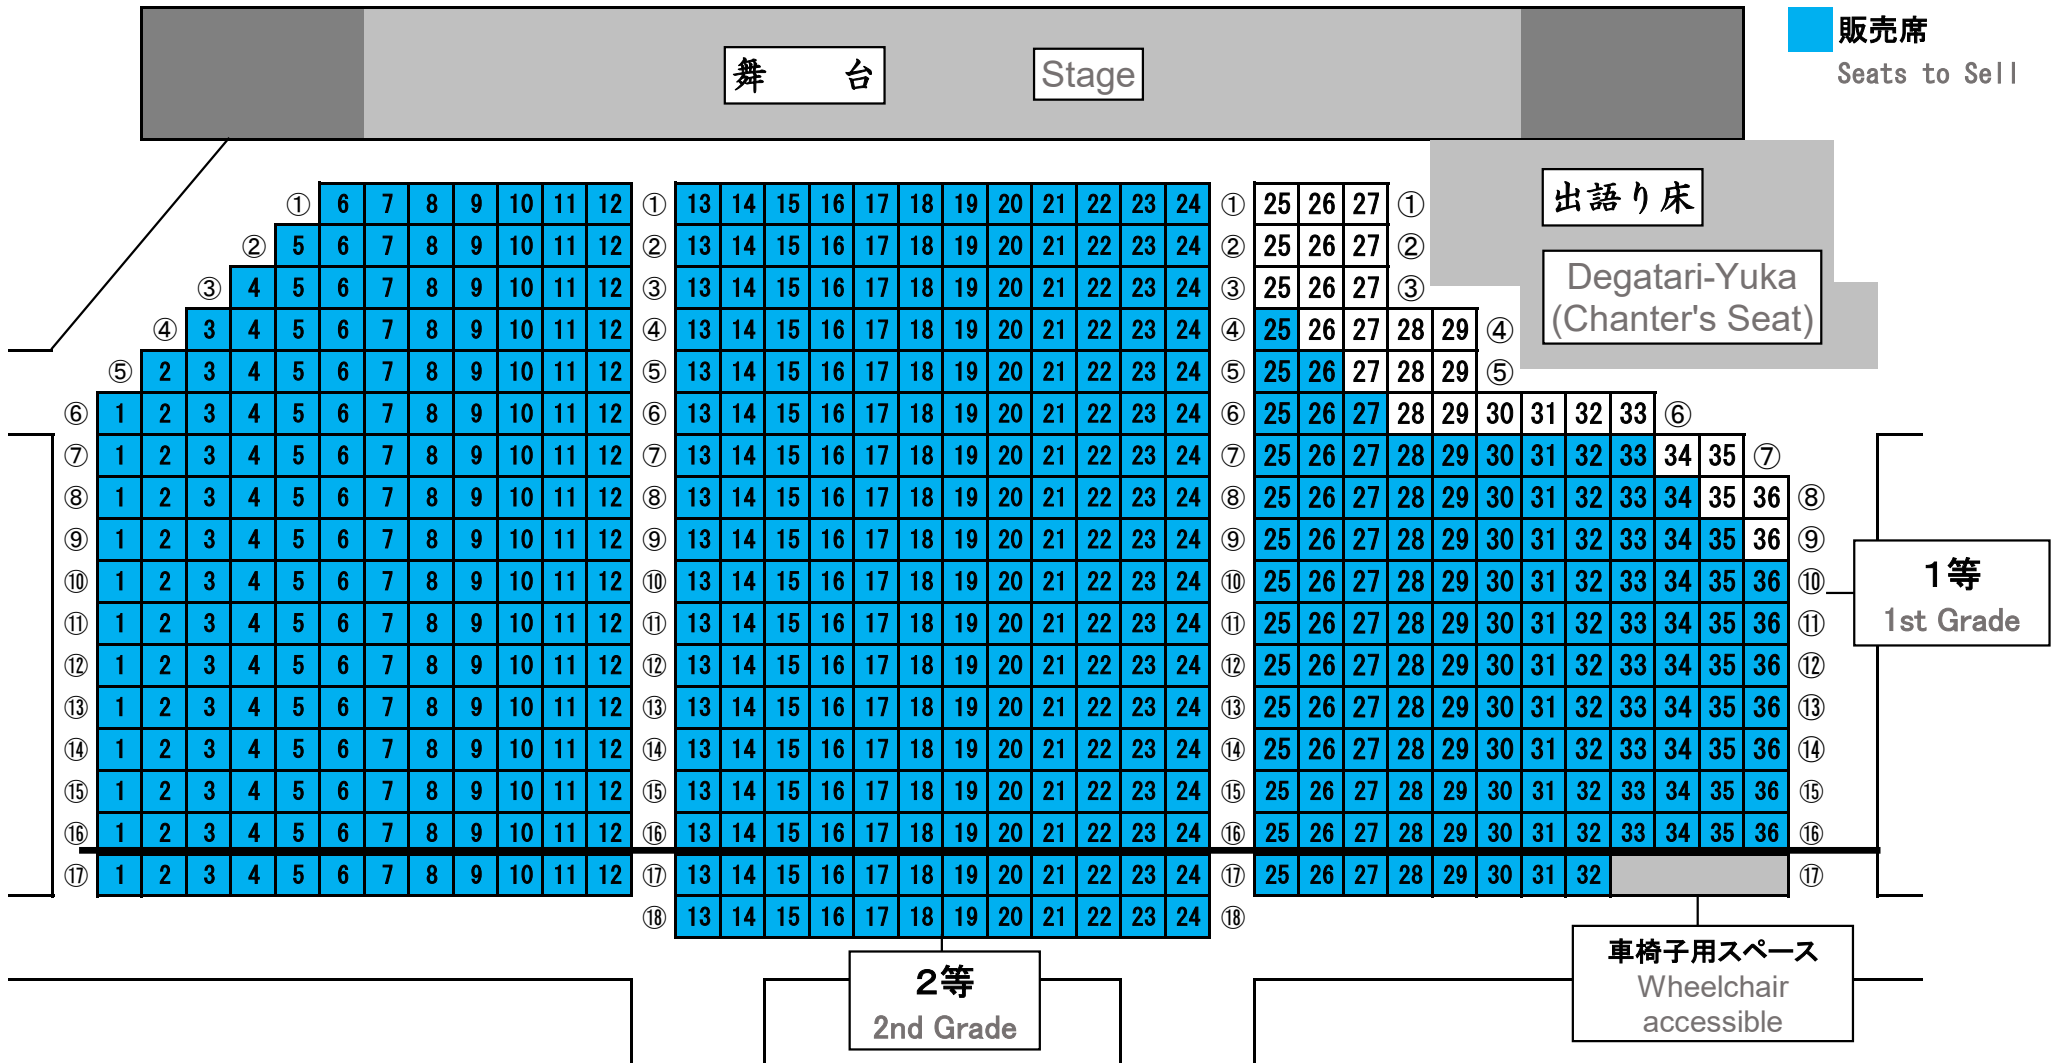 舞　台 Stage
販売席
Seats to Sell
出語り床
Degatari-Yuka
(Chanter's Seat)
① 6 7 8 9 10 11 12 ① 13 14 15 16 17 18 19 20 21 22 23 24 ① 25 26 27 ①
② 5 6 7 8 9 10 11 12 ② 13 14 15 16 17 18 19 20 21 22 23 24 ② 25 26 27 ②
③ 4 5 6 7 8 9 10 11 12 ③ 13 14 15 16 17 18 19 20 21 22 23 24 ③ 25 26 27 ③
④ 3 4 5 6 7 8 9 10 11 12 ④ 13 14 15 16 17 18 19 20 21 22 23 24 ④ 25 26 27 28 29 ④
⑤ 2 3 4 5 6 7 8 9 10 11 12 ⑤ 13 14 15 16 17 18 19 20 21 22 23 24 ⑤ 25 26 27 28 29 ⑤
⑥ 1 2 3 4 5 6 7 8 9 10 11 12 ⑥ 13 14 15 16 17 18 19 20 21 22 23 24 ⑥ 25 26 27 28 29 30 31 32 33 ⑥
⑦ 1 2 3 4 5 6 7 8 9 10 11 12 ⑦ 13 14 15 16 17 18 19 20 21 22 23 24 ⑦ 25 26 27 28 29 30 31 32 33 34 35 ⑦
⑧ 1 2 3 4 5 6 7 8 9 10 11 12 ⑧ 13 14 15 16 17 18 19 20 21 22 23 24 ⑧ 25 26 27 28 29 30 31 32 33 34 35 36 ⑧
⑨ 1 2 3 4 5 6 7 8 9 10 11 12 ⑨ 13 14 15 16 17 18 19 20 21 22 23 24 ⑨ 25 26 27 28 29 30 31 32 33 34 35 36 ⑨
⑩ 1 2 3 4 5 6 7 8 9 10 11 12 ⑩ 13 14 15 16 17 18 19 20 21 22 23 24 ⑩ 25 26 27 28 29 30 31 32 33 34 35 36 ⑩
⑪ 1 2 3 4 5 6 7 8 9 10 11 12 ⑪ 13 14 15 16 17 18 19 20 21 22 23 24 ⑪ 25 26 27 28 29 30 31 32 33 34 35 36 ⑪
⑫ 1 2 3 4 5 6 7 8 9 10 11 12 ⑫ 13 14 15 16 17 18 19 20 21 22 23 24 ⑫ 25 26 27 28 29 30 31 32 33 34 35 36 ⑫
⑬ 1 2 3 4 5 6 7 8 9 10 11 12 ⑬ 13 14 15 16 17 18 19 20 21 22 23 24 ⑬ 25 26 27 28 29 30 31 32 33 34 35 36 ⑬
⑭ 1 2 3 4 5 6 7 8 9 10 11 12 ⑭ 13 14 15 16 17 18 19 20 21 22 23 24 ⑭ 25 26 27 28 29 30 31 32 33 34 35 36 ⑭
⑮ 1 2 3 4 5 6 7 8 9 10 11 12 ⑮ 13 14 15 16 17 18 19 20 21 22 23 24 ⑮ 25 26 27 28 29 30 31 32 33 34 35 36 ⑮
⑯ 1 2 3 4 5 6 7 8 9 10 11 12 ⑯ 13 14 15 16 17 18 19 20 21 22 23 24 ⑯ 25 26 27 28 29 30 31 32 33 34 35 36 ⑯
⑰ 1 2 3 4 5 6 7 8 9 10 11 12 ⑰ 13 14 15 16 17 18 19 20 21 22 23 24 ⑰ 25 26 27 28 29 30 31 32 ⑰
⑱ 13 14 15 16 17 18 19 20 21 22 23 24 ⑱
1等
1st Grade
2等
2nd Grade
車椅子用スペース
Wheelchair
accessible